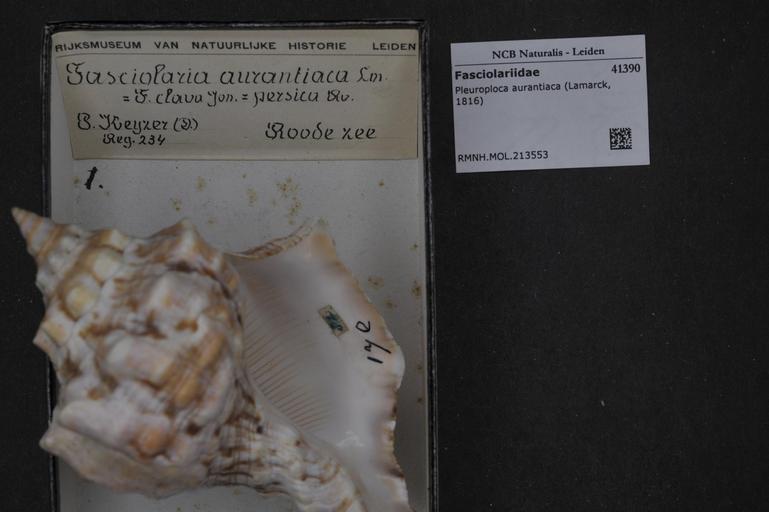 RIJKSMUSEUM VAN NATUURLIJKE HISTORIE LEIDEN
Fasciolaria aurantiaca Lm.
= F. clava Jon. = persica Rv.
P. Keyzer (D.)
Reg. 234
Roode zee
1.
17 e
NCB Naturalis - Leiden
Fasciolariidae 41390
Pleuroploca aurantiaca (Lamarck,
1816)
RMNH.MOL.213553